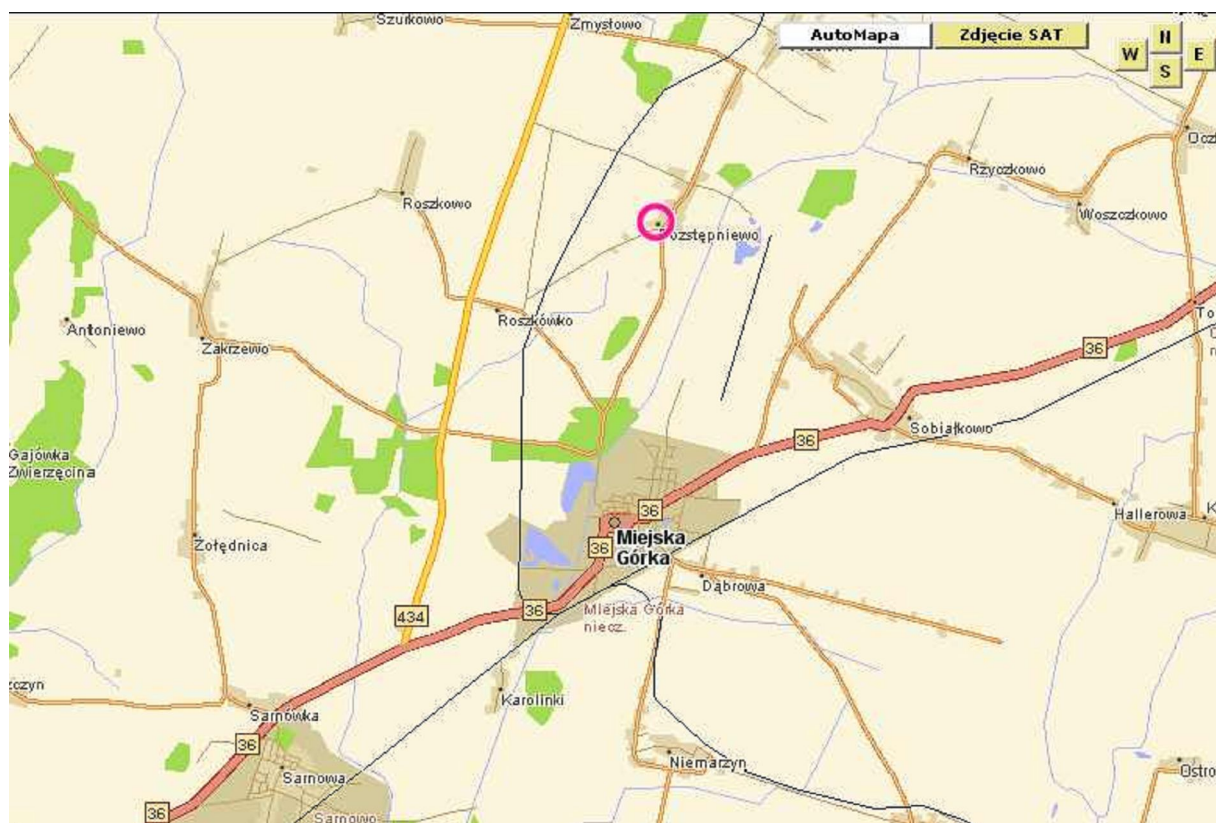 Szurkowo
Zmysłowo
AutoMapa
Zdjęcie SAT
N
W
E
S
Rzyczkowo
Roszkowo
Woszczkowo
ozstępniewo
Roszkówko
Antoniewo
Zakrzewo
36
Sobiałkowo
36
Gajówka
Zwierzęcina
36
Hallerowa
Miejska
Górka
36
Żołędnica
Dąbrowa
36
434
Miejska Górka
niecz.
Karolinki
Sarnówka
36
Niemarzyn
Sarnowa
36
Sarnowo